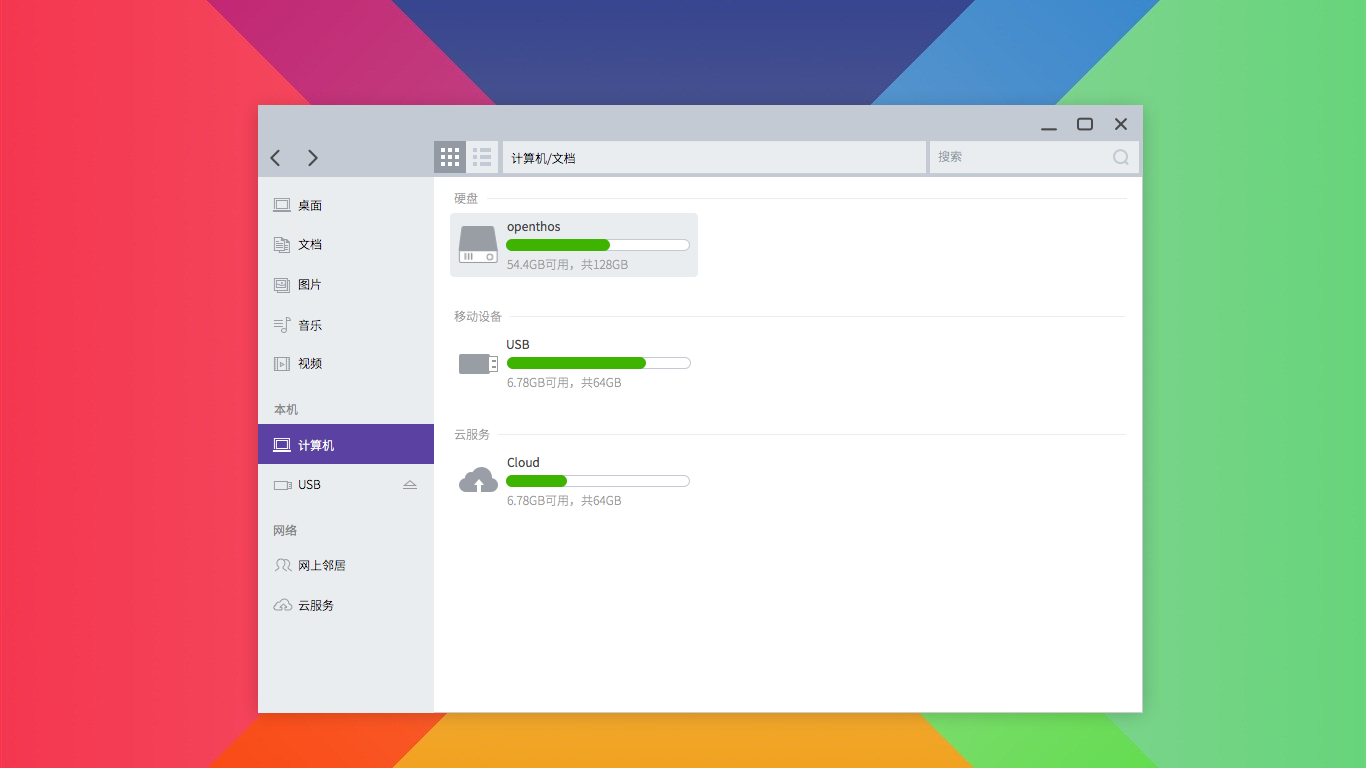 计算机/文档
搜索
桌面
文档
图片
音乐
视频
本机
计算机
USB
网络
网上邻居
云服务
硬盘
openthos
54.4GB可用，共128GB
移动设备
USB
6.78GB可用，共64GB
云服务
Cloud
6.78GB可用，共64GB